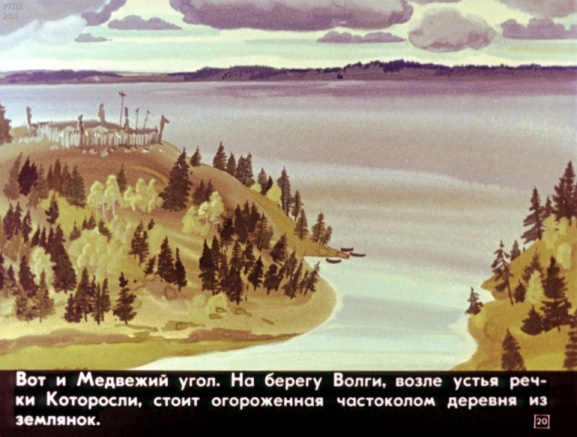 Вот и Медвежий угол. На берегу Волги, возле устья реч-
ки Которосли, стоит огороженная частоколом деревня из
землянок.
20